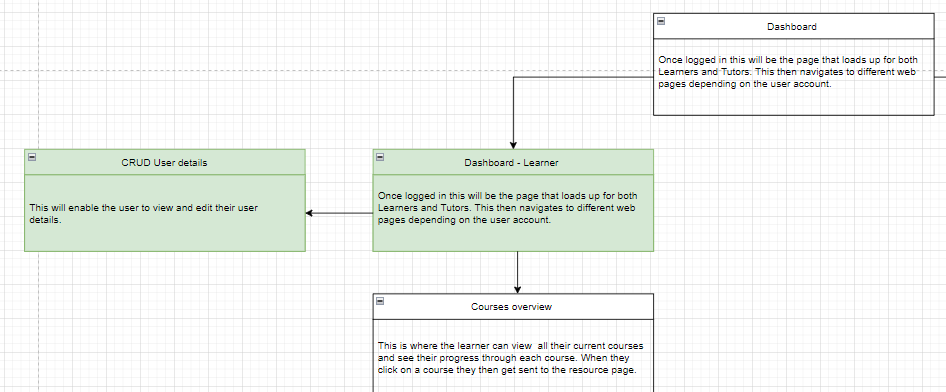 Dashboard
Once logged in this will be the page that loads up for both
Learners and Tutors. This then navigates to different web
pages depending on the user account.
CRUD User details
This will enable the user to view and edit their user
details.
Dashboard - Learner
Once logged in this will be the page that loads up for both
Learners and Tutors. This then navigates to different web
pages depending on the user account.
Courses overview
This is where the learner can view  all their current courses
and see their progress through each course. When they
click on a course they then get sent to the resource page.